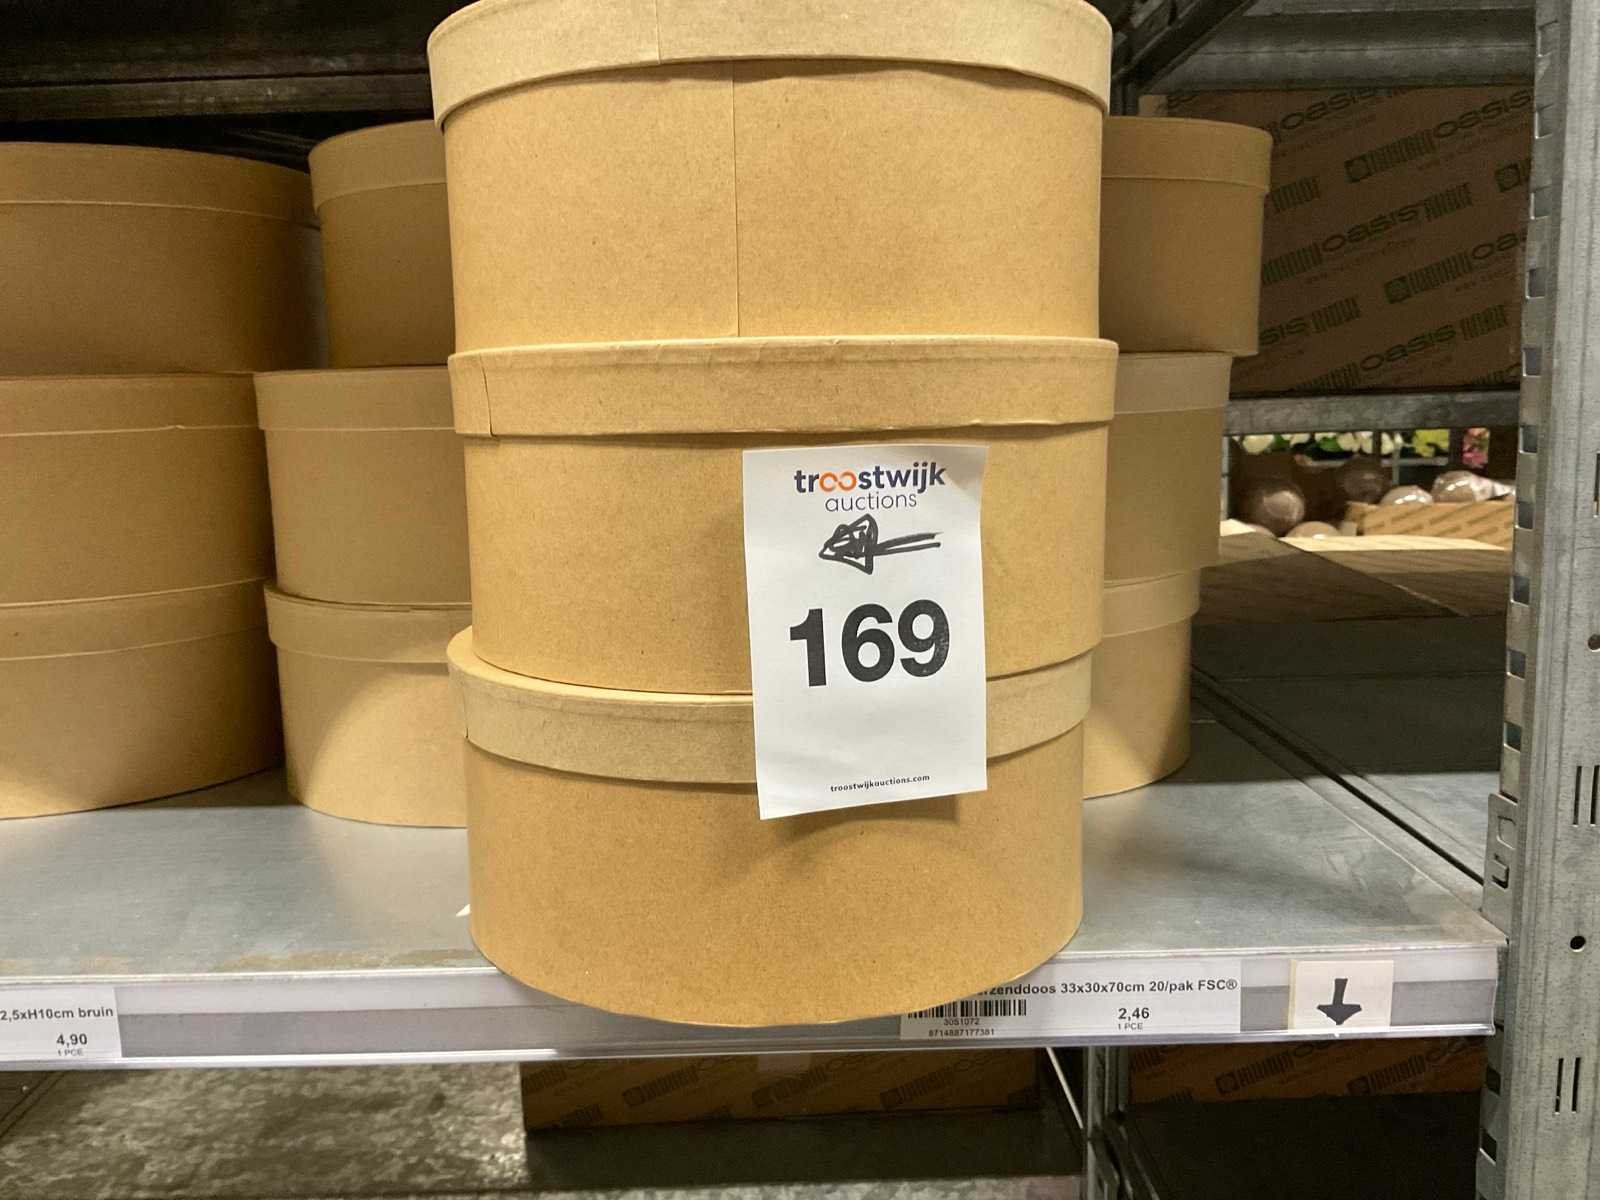 troostwijk
auctions
169
troostwijkauctions.com
OASIS
OASIS
OASIS
OASIS
2,5xH10cm bruin
4,90
1 PCE
33x30x70cm 20/pak FSC®
3051072
8714887177381
2,46
1 PCE